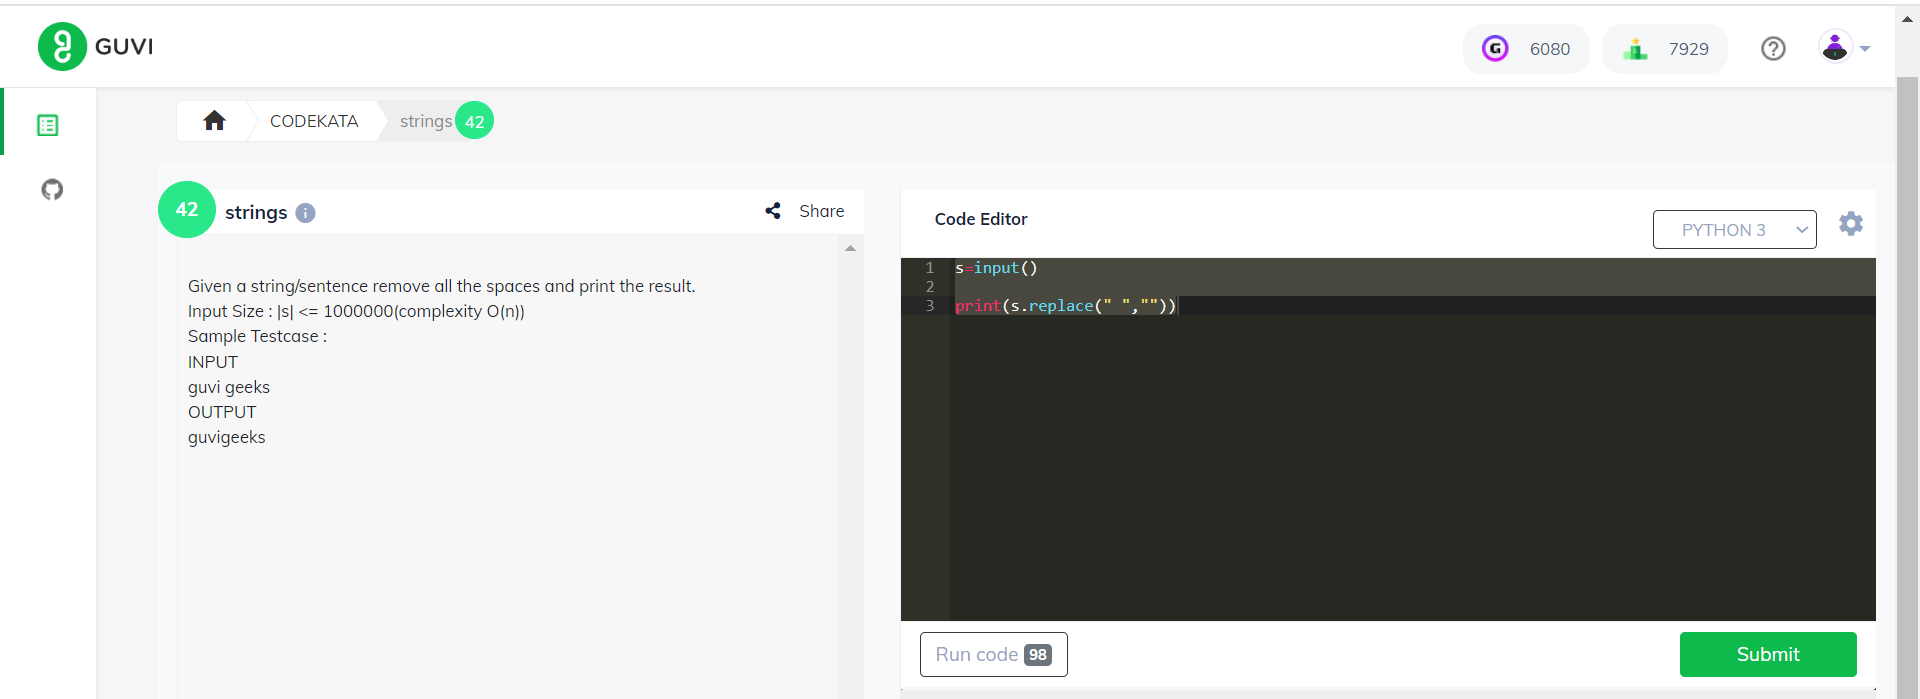 GUVI
6080
7929
CODEKATA
strings 42
42 strings
Share
Given a string/sentence remove all the spaces and print the result.
Input Size : |s| <= 1000000(complexity O(n))
Sample Testcase :
INPUT
guvi geeks
OUTPUT
guvigeeks
Code Editor
PYTHON 3
1 s=input()
2
3 print(s.replace(" ",""))
Run code 98
Submit